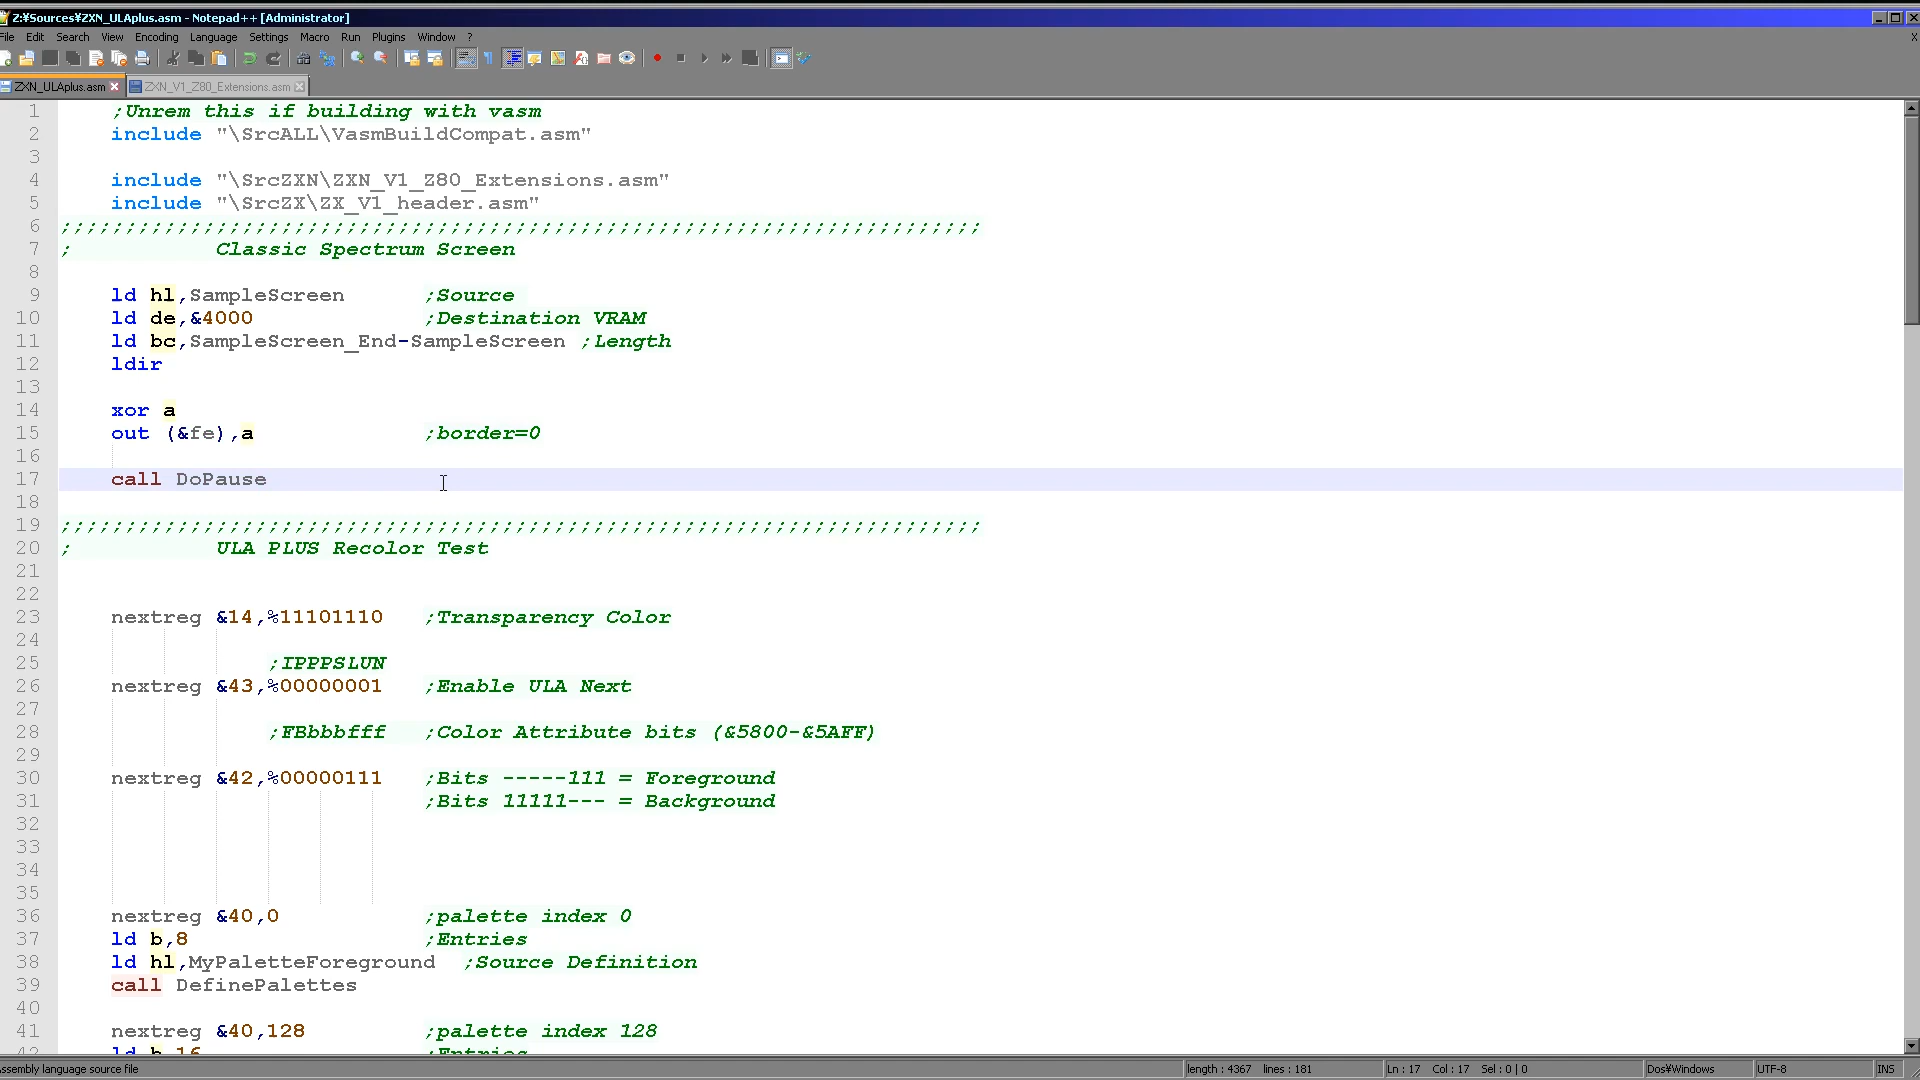 Z:¥Sources¥ZXN_ULAplus.asm - Notepad++ [Administrator]
File Edit Search View Encoding Language Settings Macro Run Plugins Window ? X
ZXN_ULAplus.asm ZXN_V1_Z80_Extensions.asm
1 ;Unrem this if building with vasm
2 include "\SrcALL\VasmBuildCompat.asm"
3
4 include "\SrcZXN\ZXN_V1_Z80_Extensions.asm"
5 include "\SrcZX\ZX_V1_header.asm"
6 ;;;;;;;;;;;;;;;;;;;;;;;;;;;;;;;;;;;;;;;;;;;;;;;;;;;;;;;;;;;;;;;;;;;;;;;
7 ; Classic Spectrum Screen
8
9 ld hl,SampleScreen ;Source
10 ld de,&4000 ;Destination VRAM
11 ld bc,SampleScreen_End-SampleScreen ;Length
12 ldir
13
14 xor a
15 out (&fe),a ;border=0
16
17 call DoPause
18
19 ;;;;;;;;;;;;;;;;;;;;;;;;;;;;;;;;;;;;;;;;;;;;;;;;;;;;;;;;;;;;;;;;;;;;;;;
20 ; ULA PLUS Recolor Test
21
22
23 nextreg &14,%11101110 ;Transparency Color
24
25 ;IPPPSLUN
26 nextreg &43,%00000001 ;Enable ULA Next
27
28 ;FBbbbfff ;Color Attribute bits (&5800-&5AFF)
29
30 nextreg &42,%00000111 ;Bits -----111 = Foreground
31 ;Bits 11111--- = Background
32
33
34
35
36 nextreg &40,0 ;palette index 0
37 ld b,8 ;Entries
38 ld hl,MyPaletteForeground ;Source Definition
39 call DefinePalettes
40
41 nextreg &40,128 ;palette index 128
42 ld b,16 ;Entries
ssembly language source file length : 4367 lines : 181 Ln : 17 Col : 17 Sel : 0 | 0 Dos¥Windows UTF-8 INS